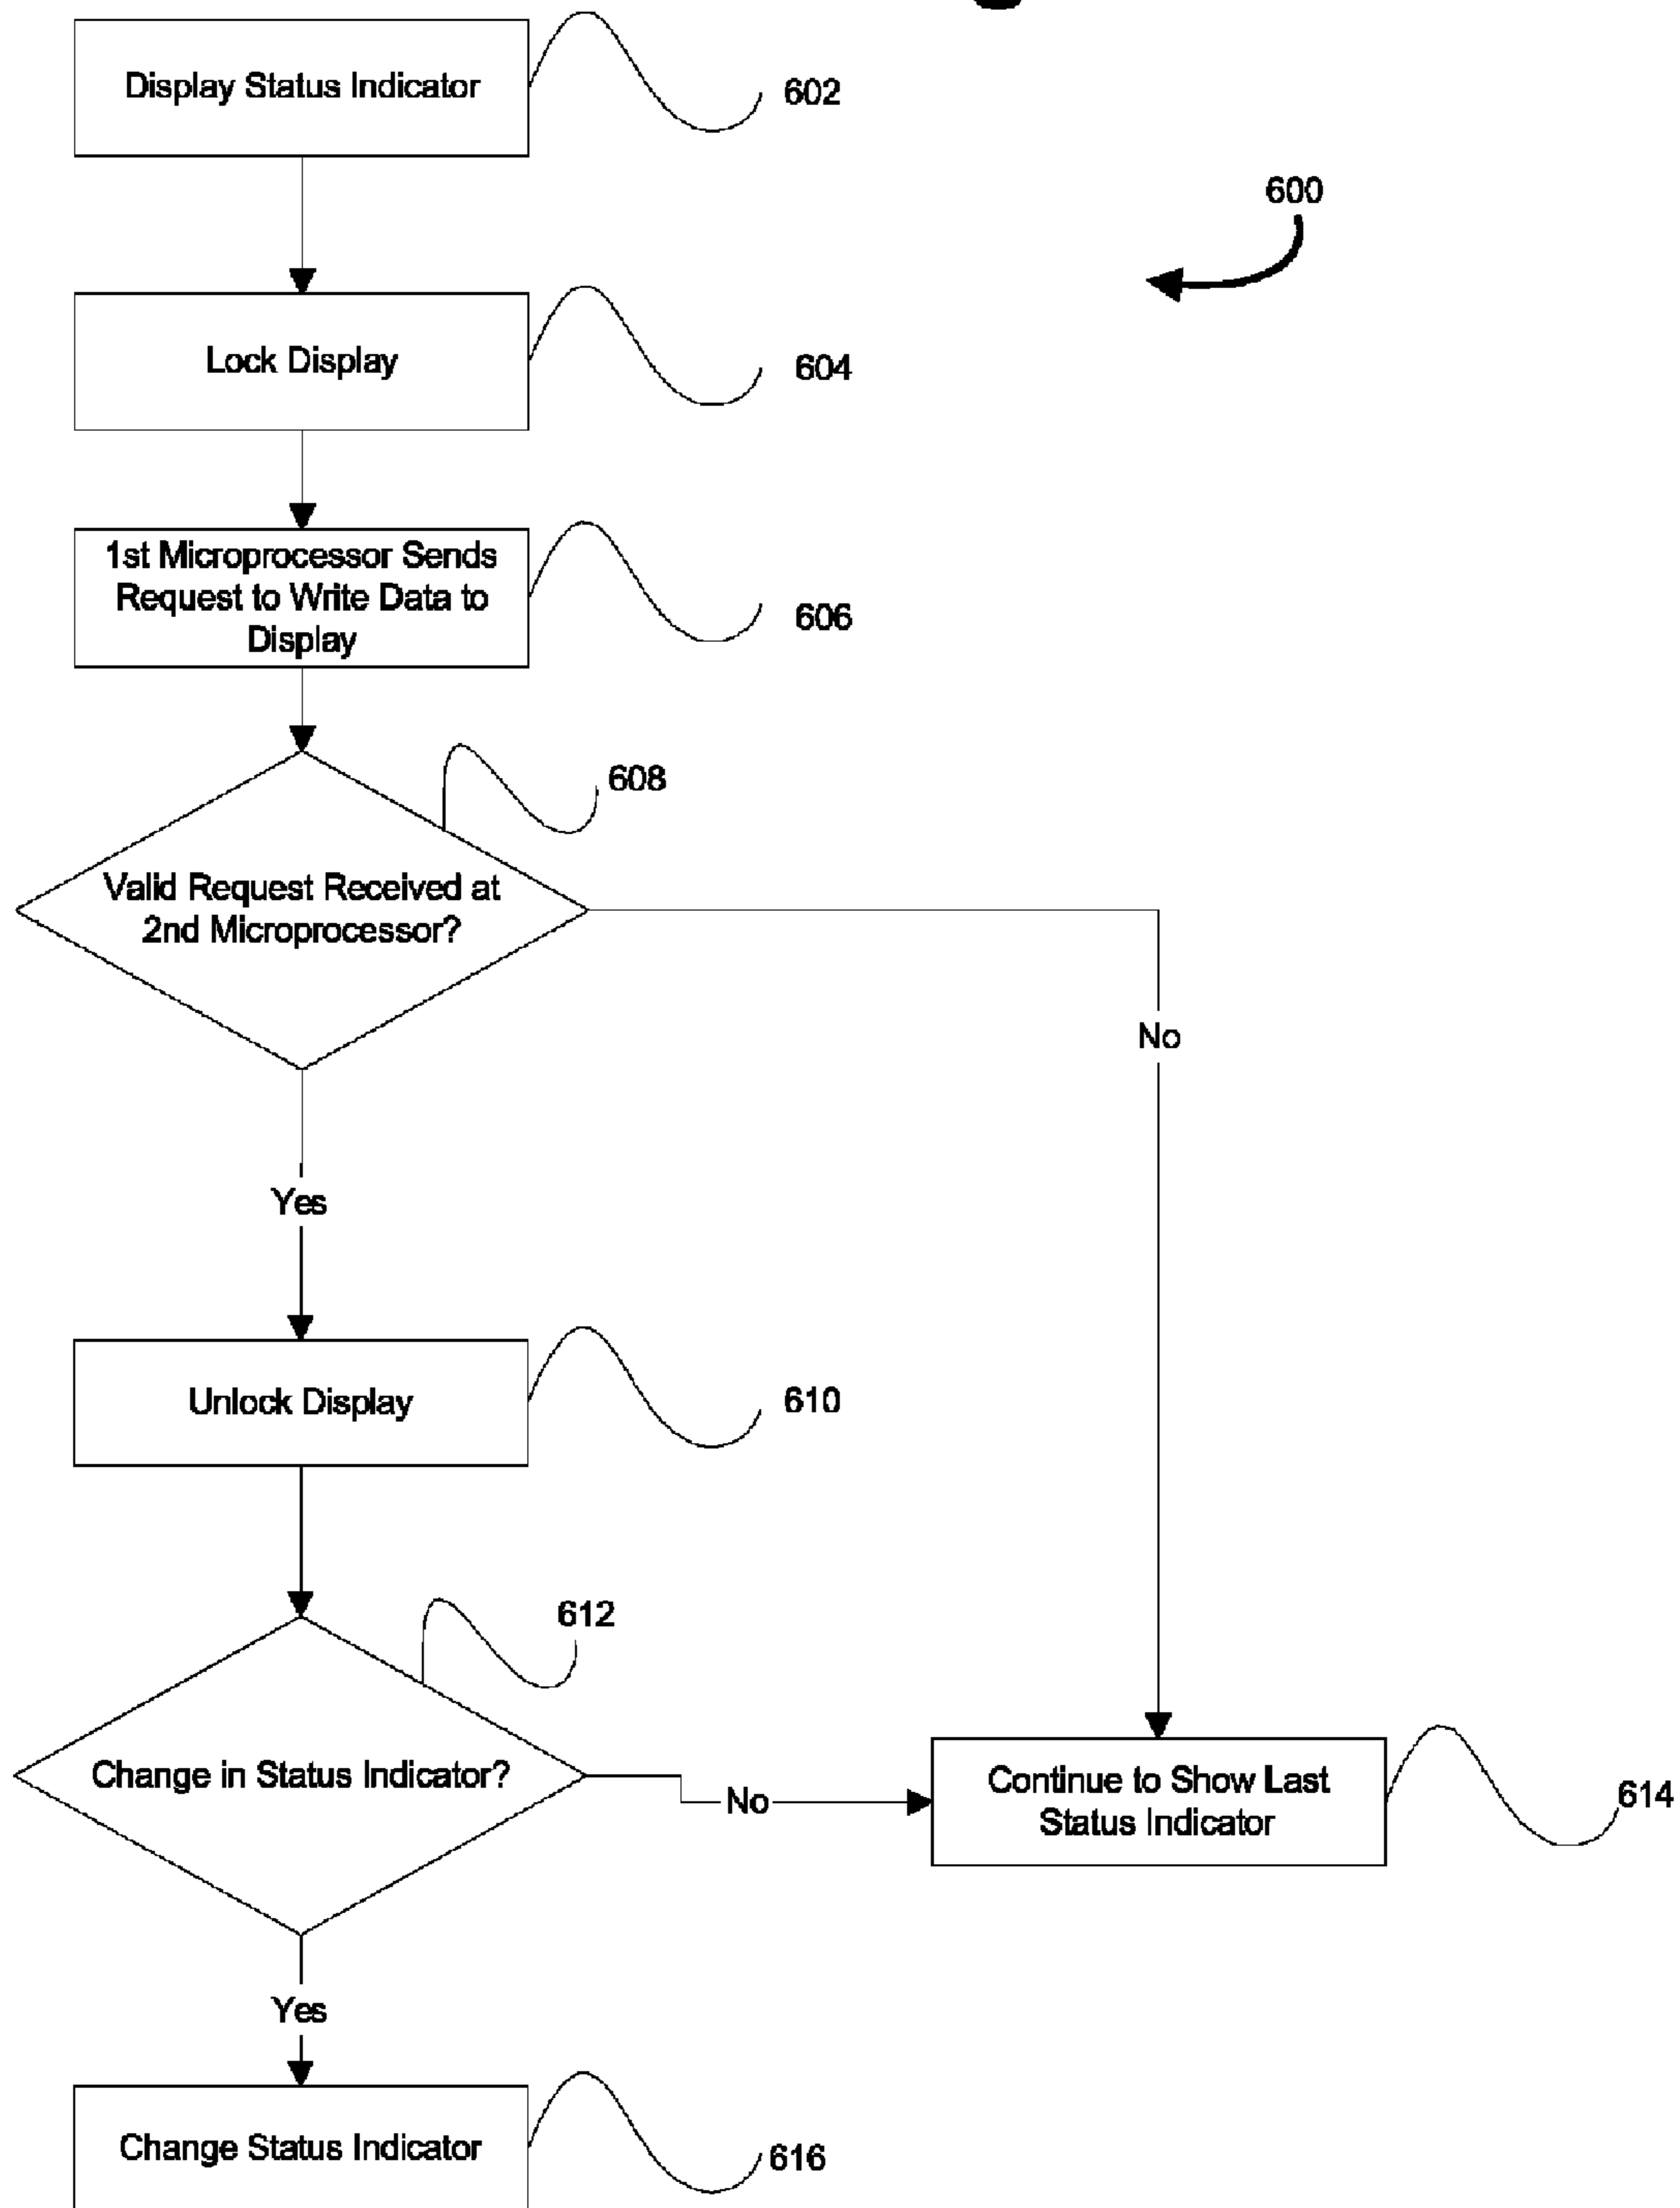 Display Status Indicator
602
600
Lock Display
604
1st Microprocessor Sends
Request to Write Data to
Display
606
608
Valid Request Received at
2nd Microprocessor?
No
Yes
Unlock Display
610
612
Change in Status Indicator?
No
Continue to Show Last
Status Indicator
614
Yes
Change Status Indicator
616